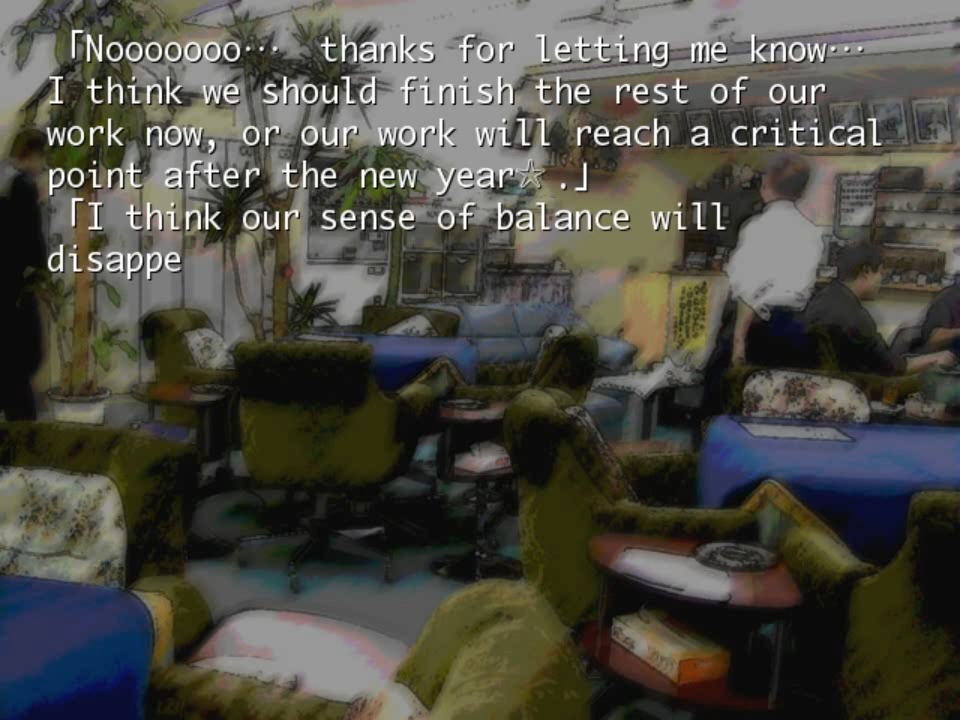 「Nooooooo… thanks for letting me know…
I think we should finish the rest of our
work now, or our work will reach a critical
point after the new year☆.」
「I think our sense of balance will
disappe